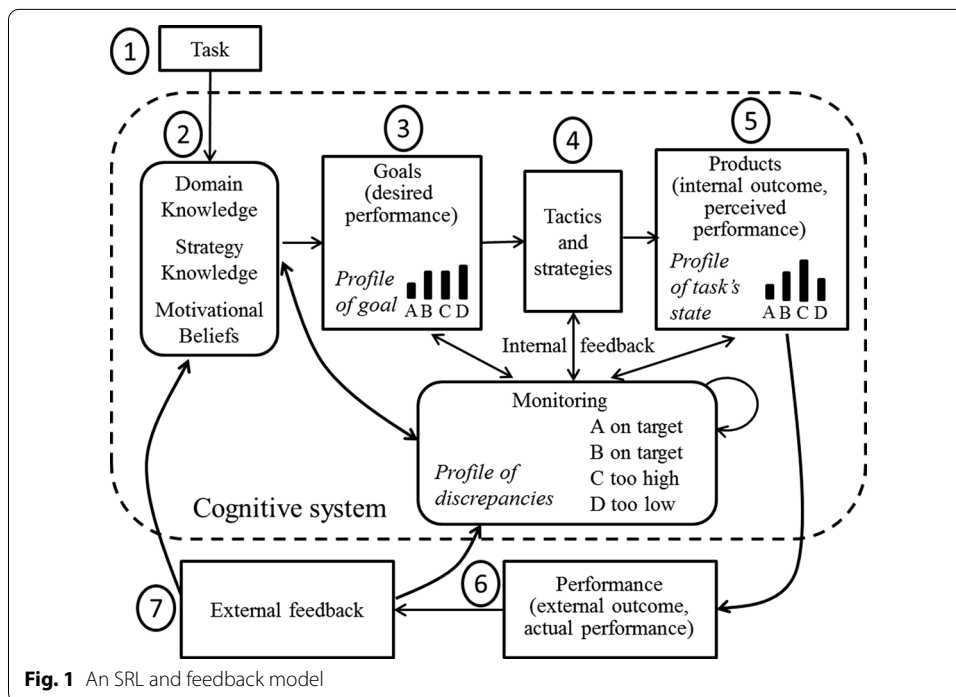 1
Task
2
Domain
Knowledge
Strategy
Knowledge
Motivational
Beliefs
3
Goals
(desired
performance)
Profile
of goal
A B C D
4
Tactics
and
strategies
5
Products
(internal outcome,
perceived
performance)
Profile
of task's
state
A B C D
Internal feedback
Monitoring
A on target
B on target
C too high
D too low
Profile of
discrepancies
Cognitive system
6
Performance
(external outcome,
actual performance)
7
External feedback
Fig. 1 An SRL and feedback model